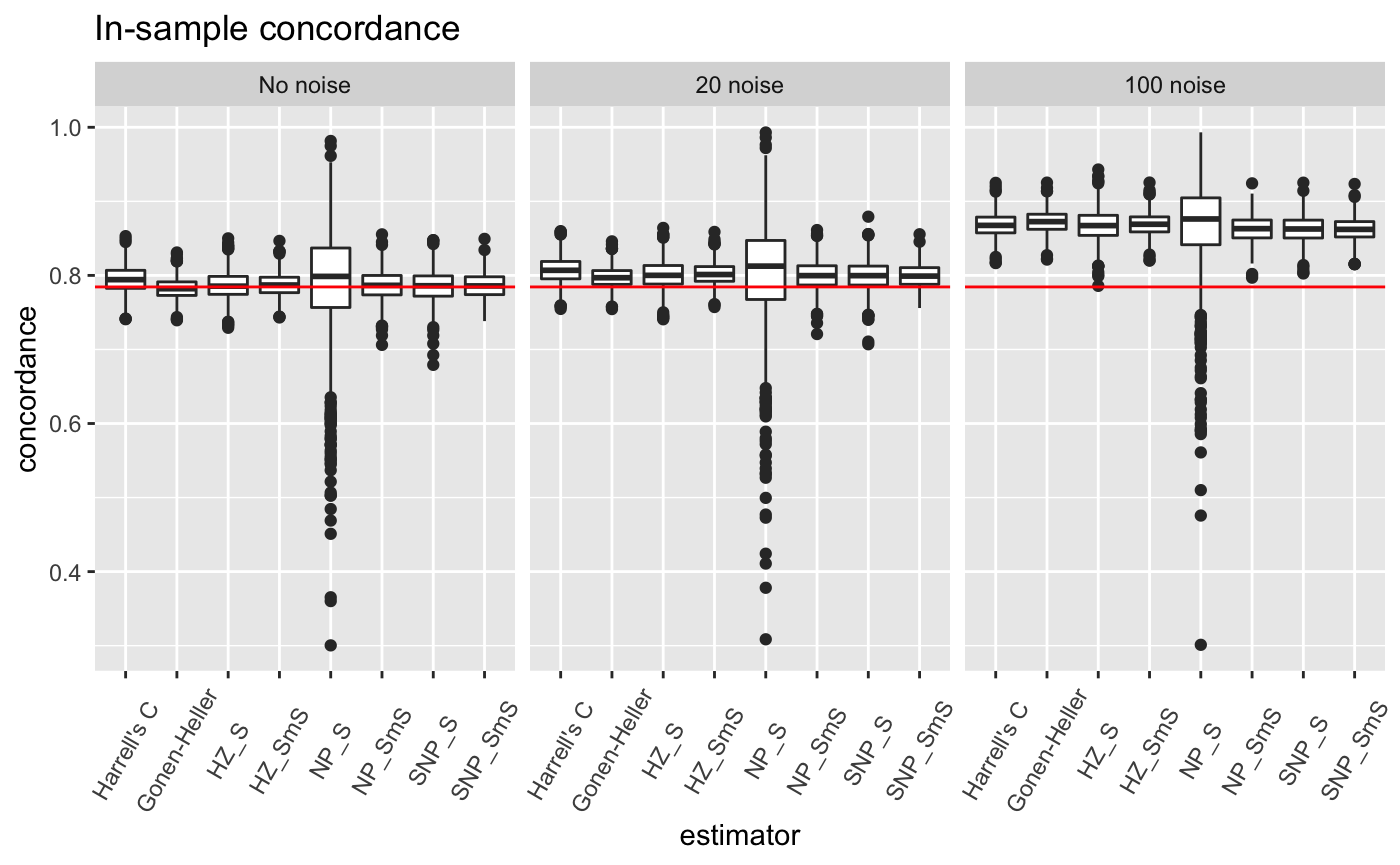 In-sample concordance
No noise
20 noise
100 noise
concordance
1.0
0.8
0.6
0.4
Harrell's C
Gonen-Heller
HZ_S
HZ_SmS
NP_S
NP_SmS
SNP_S
SNP_SmS
Harrell's C
Gonen-Heller
HZ_S
HZ_SmS
NP_S
NP_SmS
SNP_S
SNP_SmS
Harrell's C
Gonen-Heller
HZ_S
HZ_SmS
NP_S
NP_SmS
SNP_S
SNP_SmS
estimator